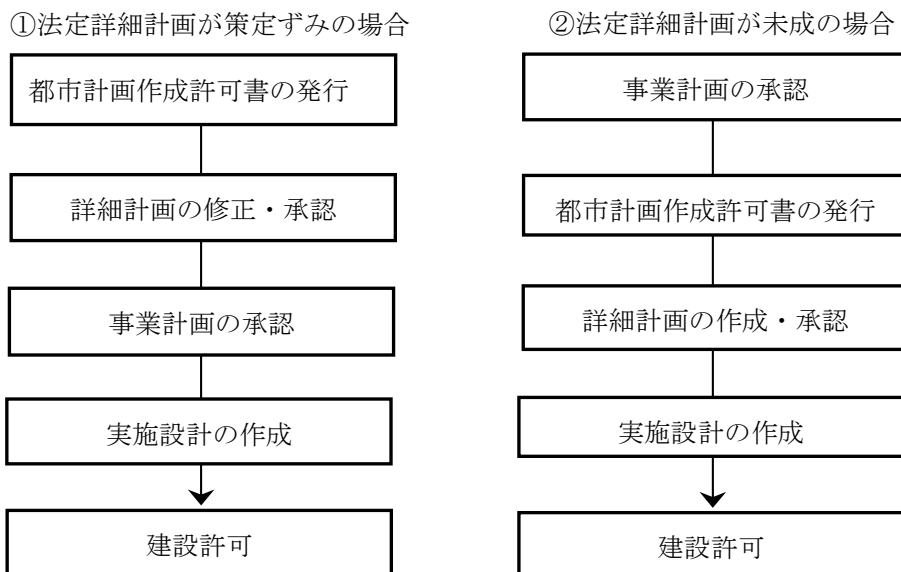 ①法定詳細計画が策定ずみの場合
都市計画作成許可書の発行
詳細計画の修正・承認
事業計画の承認
実施設計の作成
建設許可
②法定詳細計画が未成の場合
事業計画の承認
都市計画作成許可書の発行
詳細計画の作成・承認
実施設計の作成
建設許可